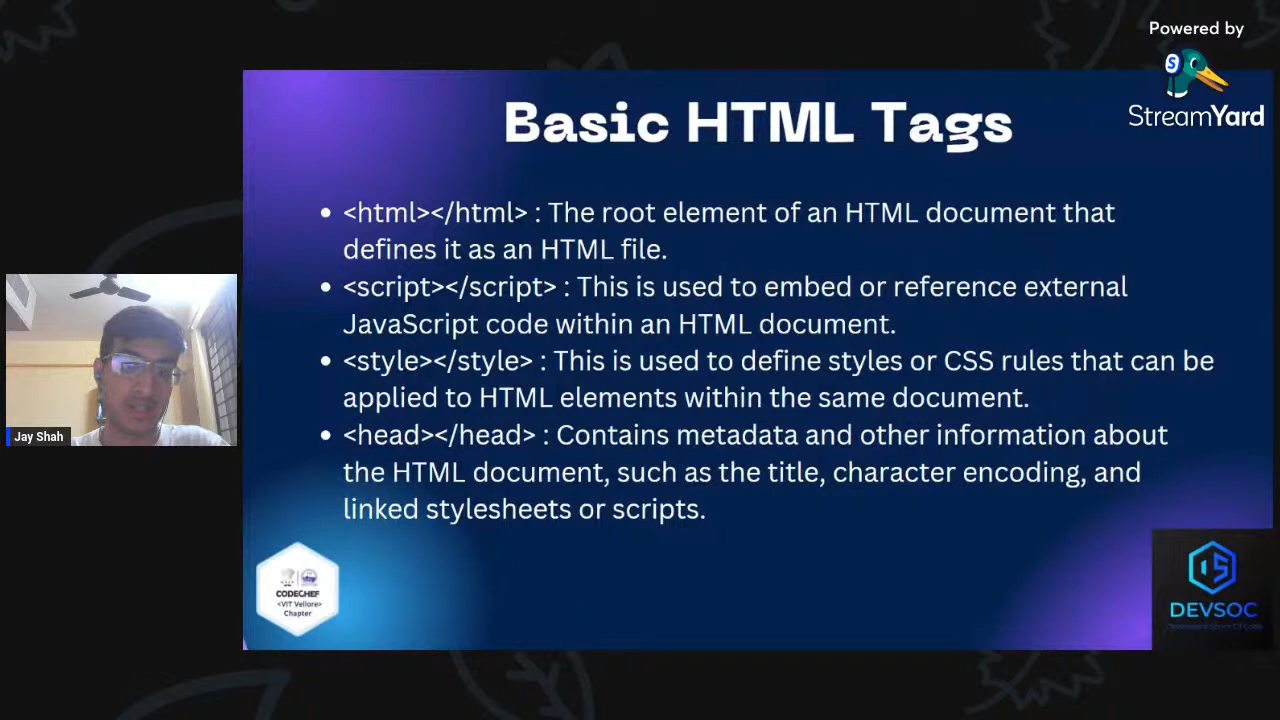 Powered by
StreamYard
Basic HTML Tags
• <html></html> : The root element of an HTML document that
defines it as an HTML file.
• <script></script> : This is used to embed or reference external
JavaScript code within an HTML document.
• <style></style> : This is used to define styles or CSS rules that can be
applied to HTML elements within the same document.
• <head></head> : Contains metadata and other information about
the HTML document, such as the title, character encoding, and
linked stylesheets or scripts.
Jay Shah
CODECHEF
<VIT Vellore>
Chapter
DEVSOC